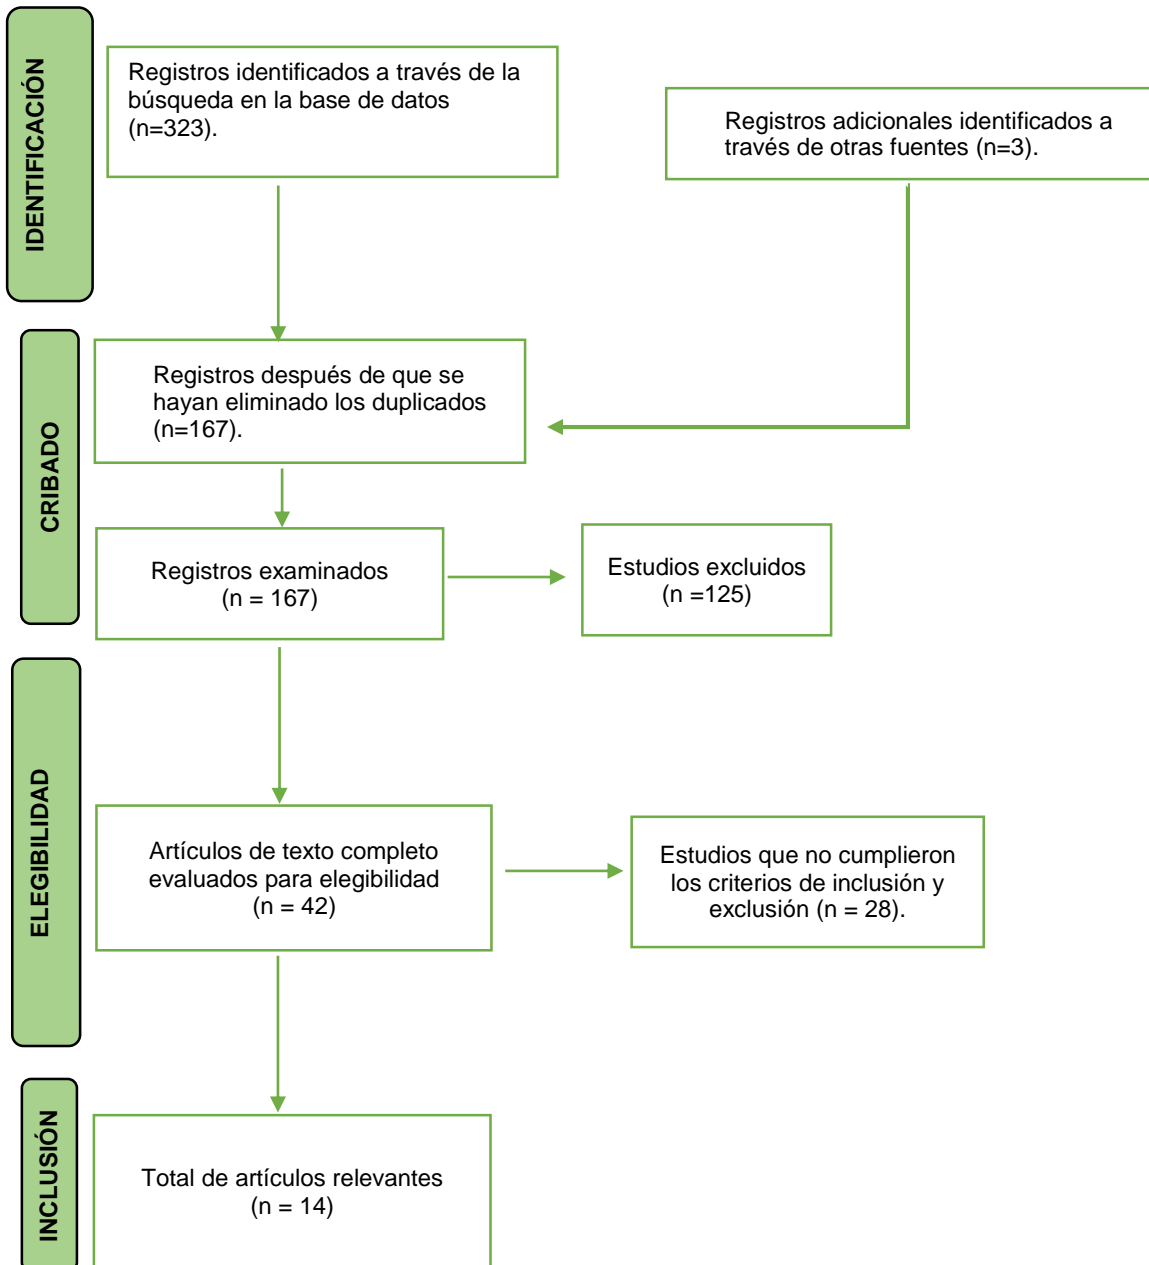 IDENTIFICACIÓN
Registros identificados a través de la
búsqueda en la base de datos
(n=323).
Registros adicionales identificados a
través de otras fuentes (n=3).
CRIBADO
Registros después de que se
hayan eliminado los duplicados
(n=167).
Registros examinados
(n = 167)
Estudios excluidos
(n =125)
ELEGIBILIDAD
Artículos de texto completo
evaluados para elegibilidad
(n = 42)
Estudios que no cumplieron
los criterios de inclusión y
exclusión (n = 28).
INCLUSIÓN
Total de artículos relevantes
(n = 14)